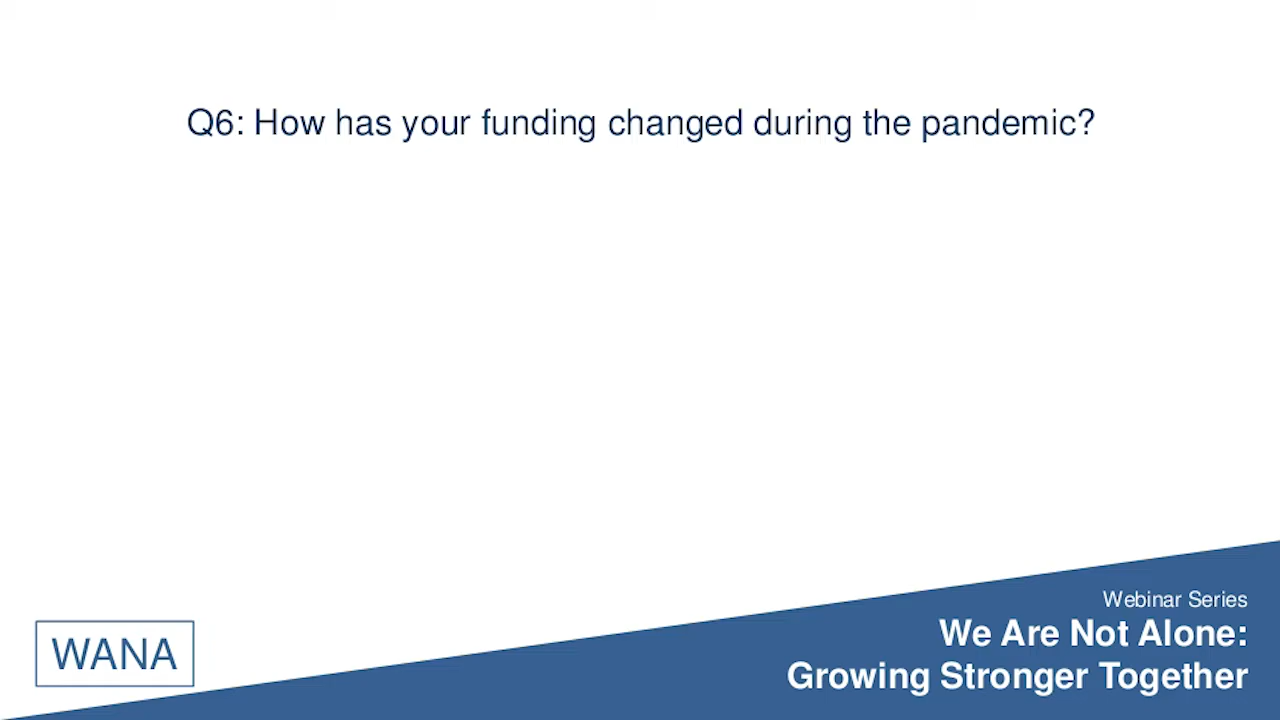 Q6: How has your funding changed during the pandemic?
Webinar Series
We Are Not Alone:
Growing Stronger Together
WANA